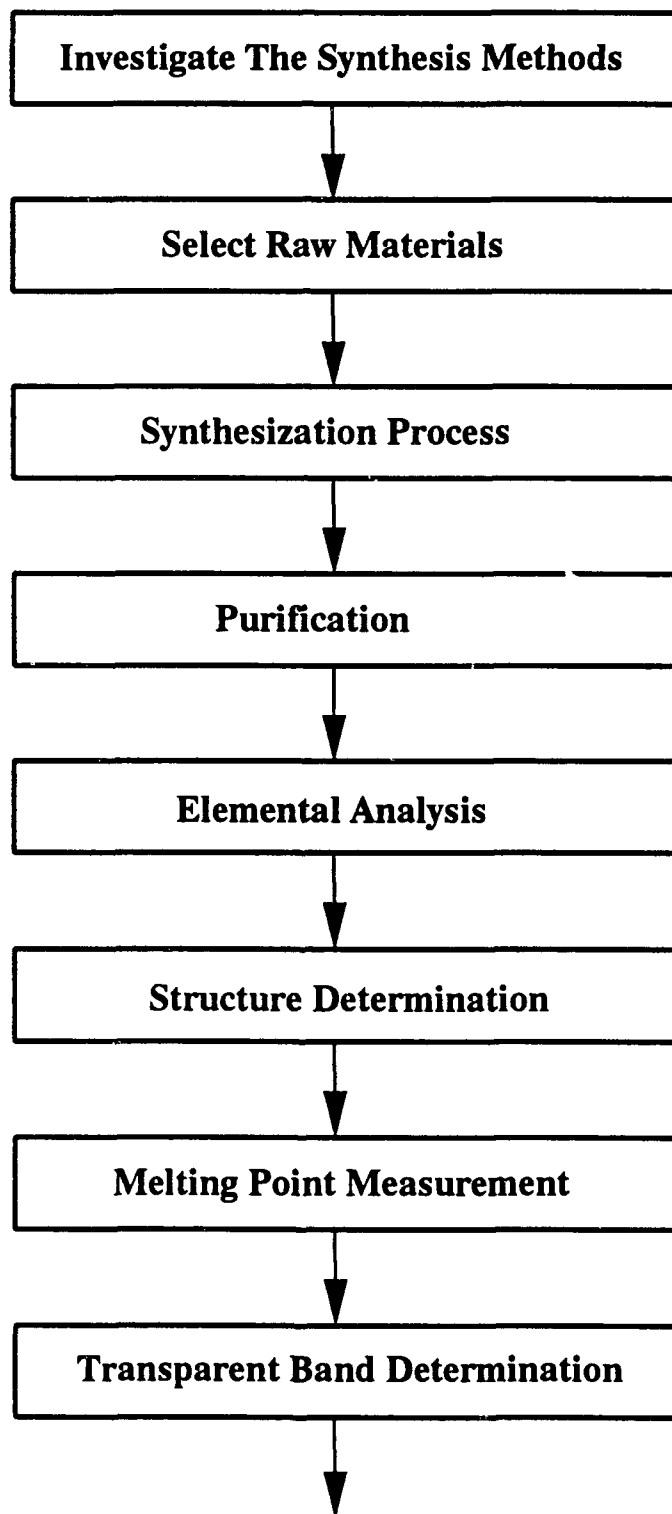 Investigate The Synthesis Methods
Select Raw Materials
Synthesization Process
Purification
Elemental Analysis
Structure Determination
Melting Point Measurement
Transparent Band Determination